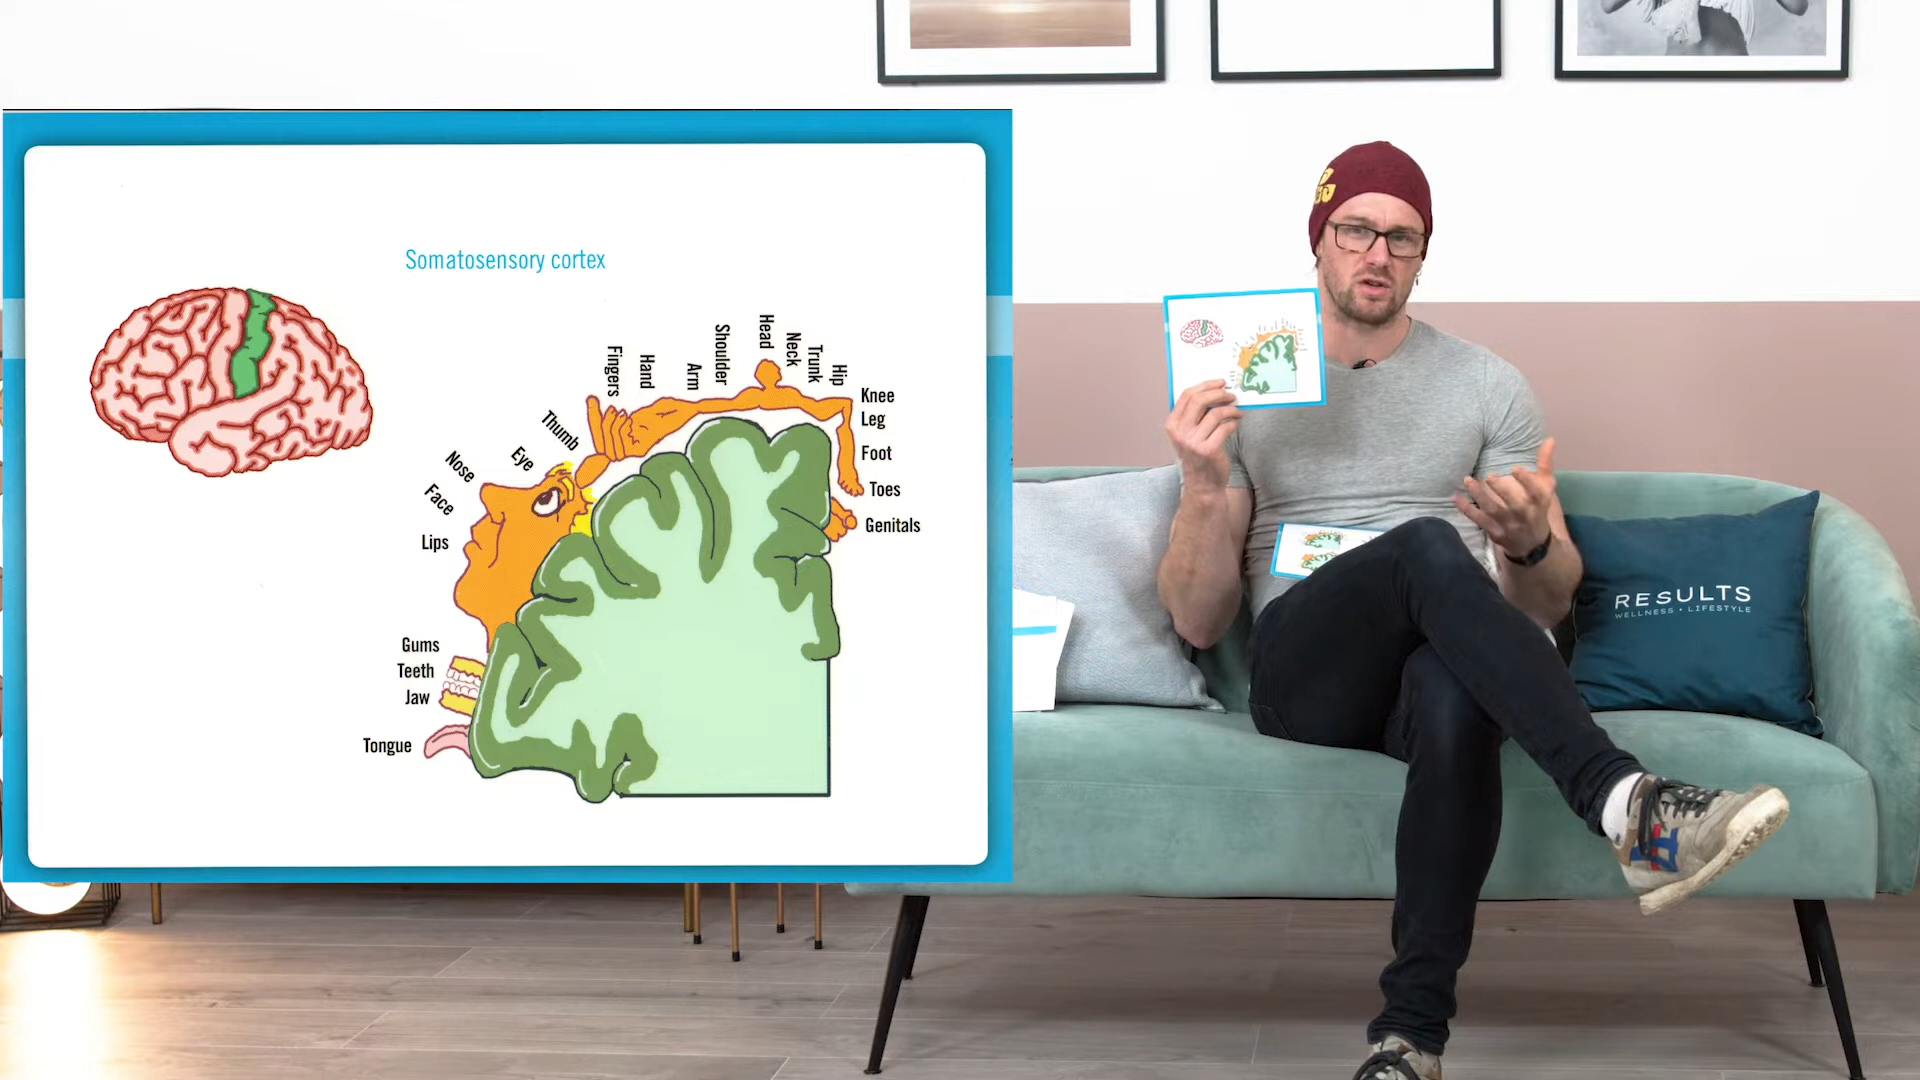 Somatosensory cortex
Head
Neck
Trunk
Hip
Shoulder
Arm
Hand
Fingers
Thumb
Eye
Nose
Face
Lips
Knee
Leg
Foot
Toes
Genitals
Gums
Teeth
Jaw
Tongue
RESULTS
WELLNESS • LIFESTYLE